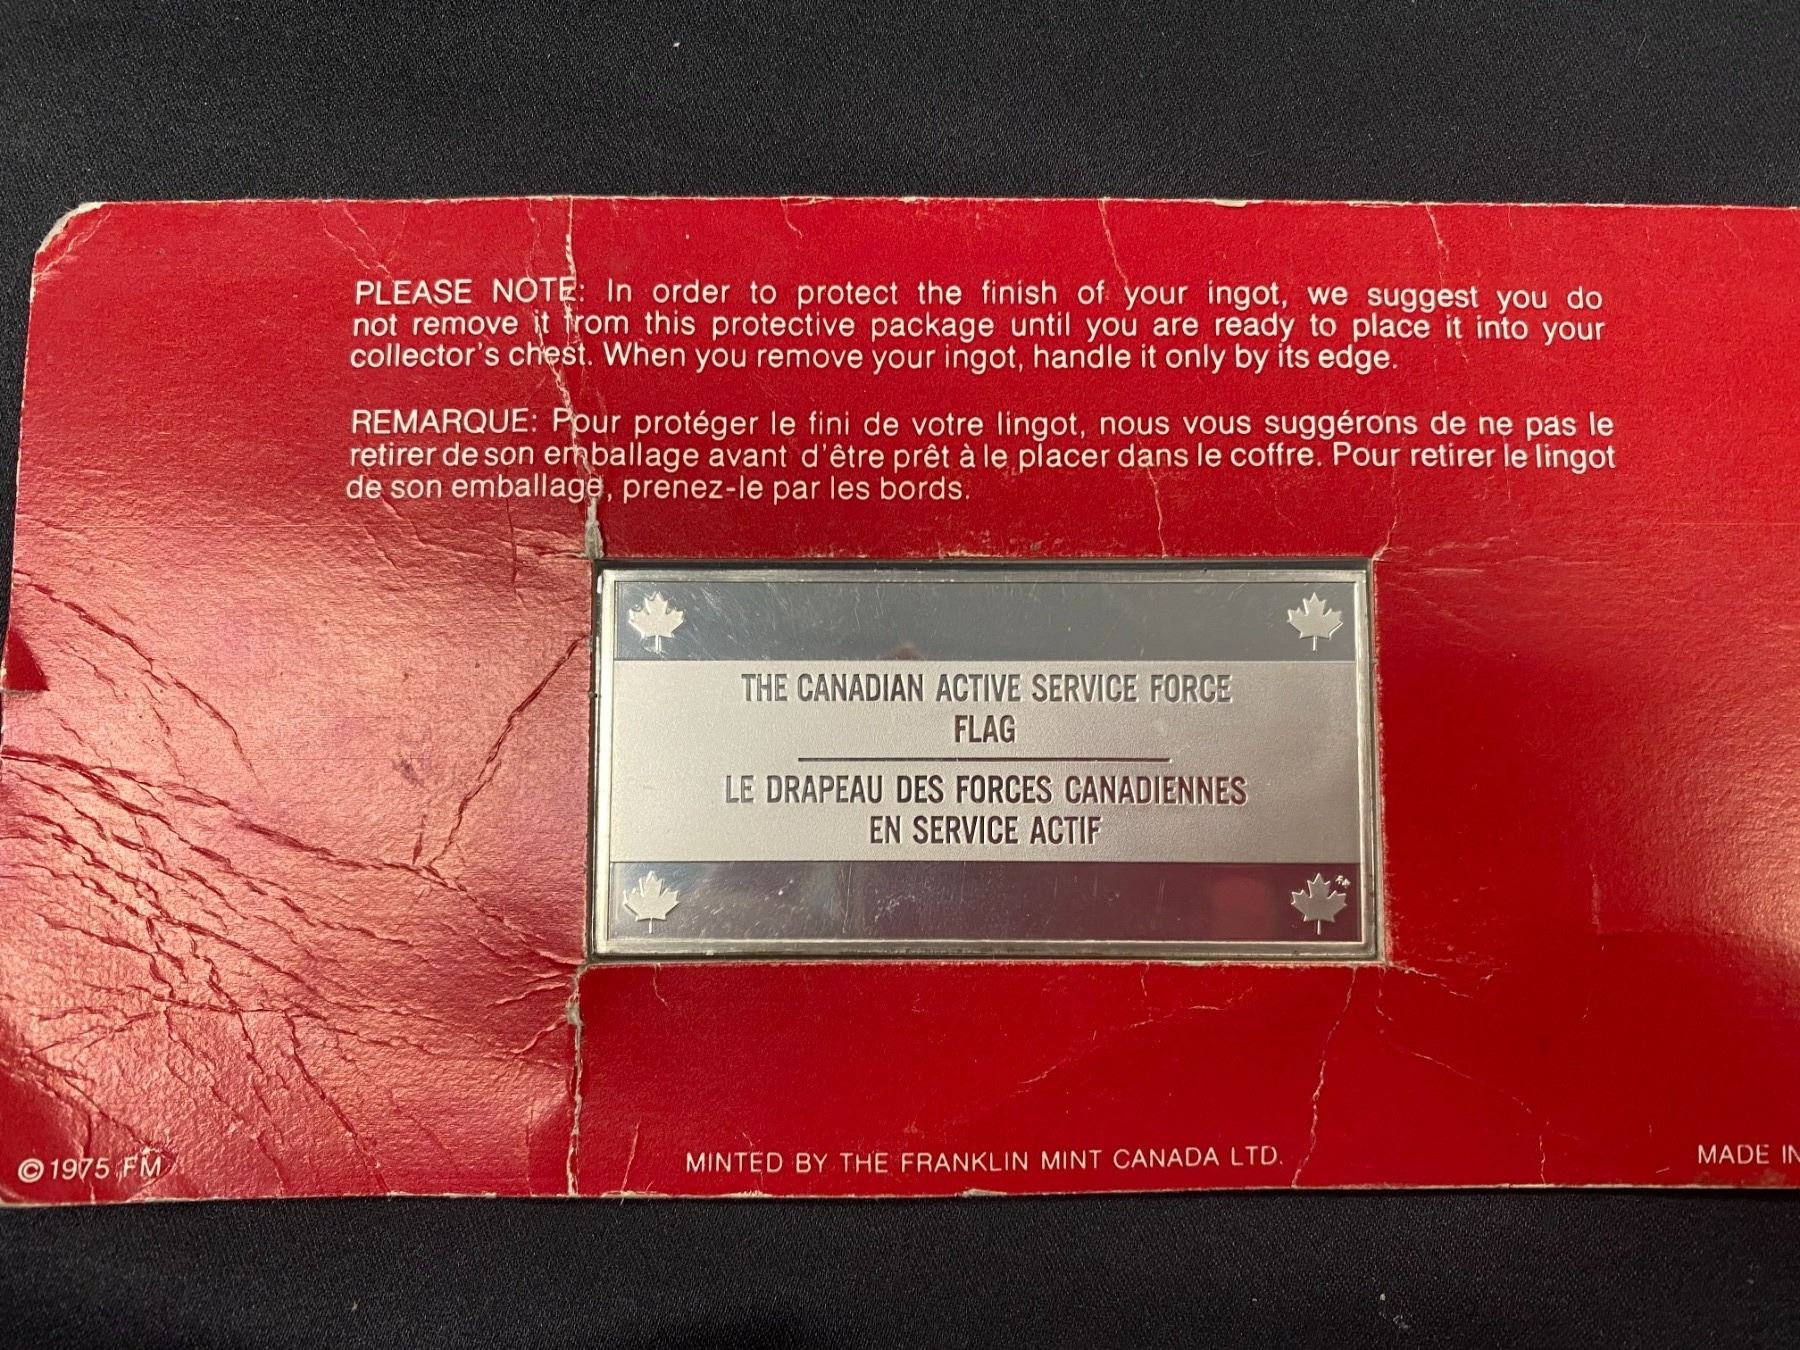 PLEASE NOTE: In order to protect the finish of your ingot, we suggest you do
not remove it from this protective package until you are ready to place it into your
collector's chest. When you remove your ingot, handle it only by its edge.
REMARQUE: Pour protéger le fini de votre lingot, nous vous suggérons de ne pas le
retirer de son emballage avant d'être prêt à le placer dans le coffre. Pour retirer le lingot
de son emballage, prenez-le par les bords.
THE CANADIAN ACTIVE SERVICE FORCE
FLAG
LE DRAPEAU DES FORCES CANADIENNES
EN SERVICE ACTIF
©1975 FM
MINTED BY THE FRANKLIN MINT CANADA LTD.
MADE IN